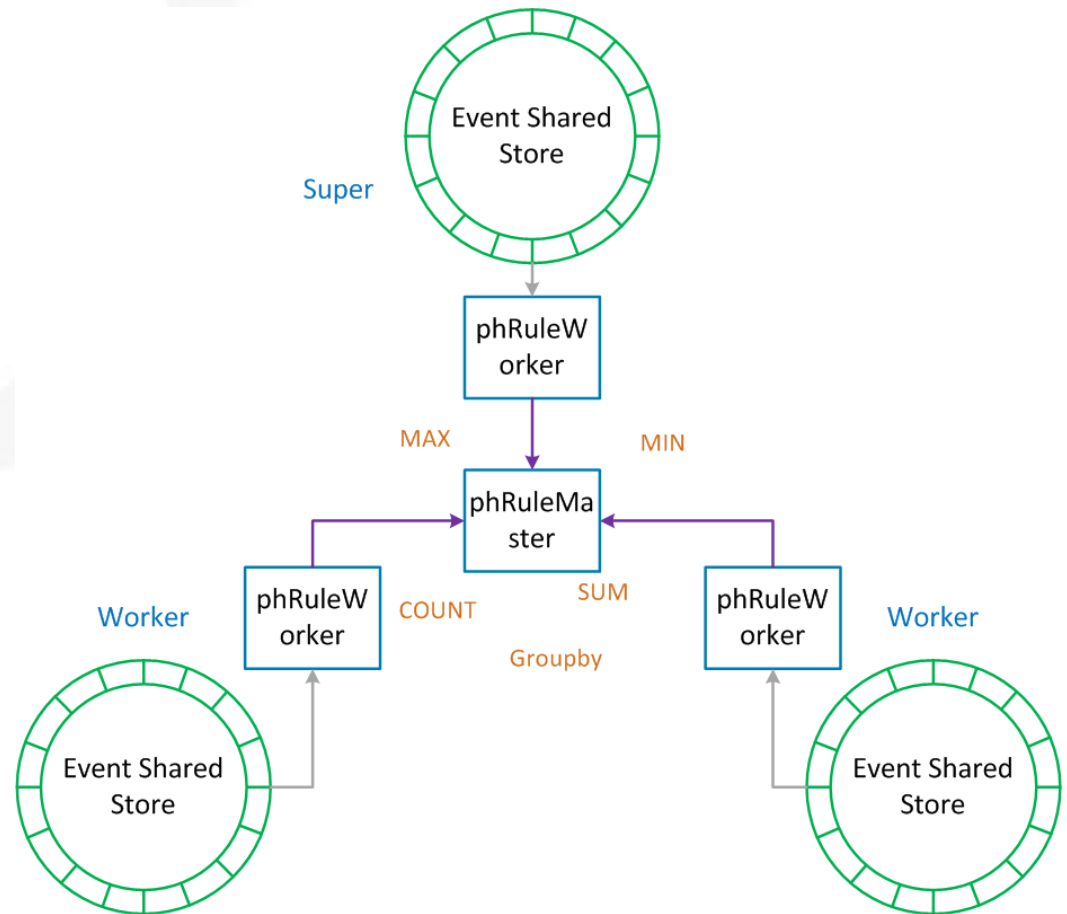 Event Shared
Store
Super
phRuleW
orker
MAX
MIN
phRuleMa
ster
SUM
COUNT
Groupby
Worker
phRuleW
orker
phRuleW
orker
Worker
Event Shared
Store
Event Shared
Store